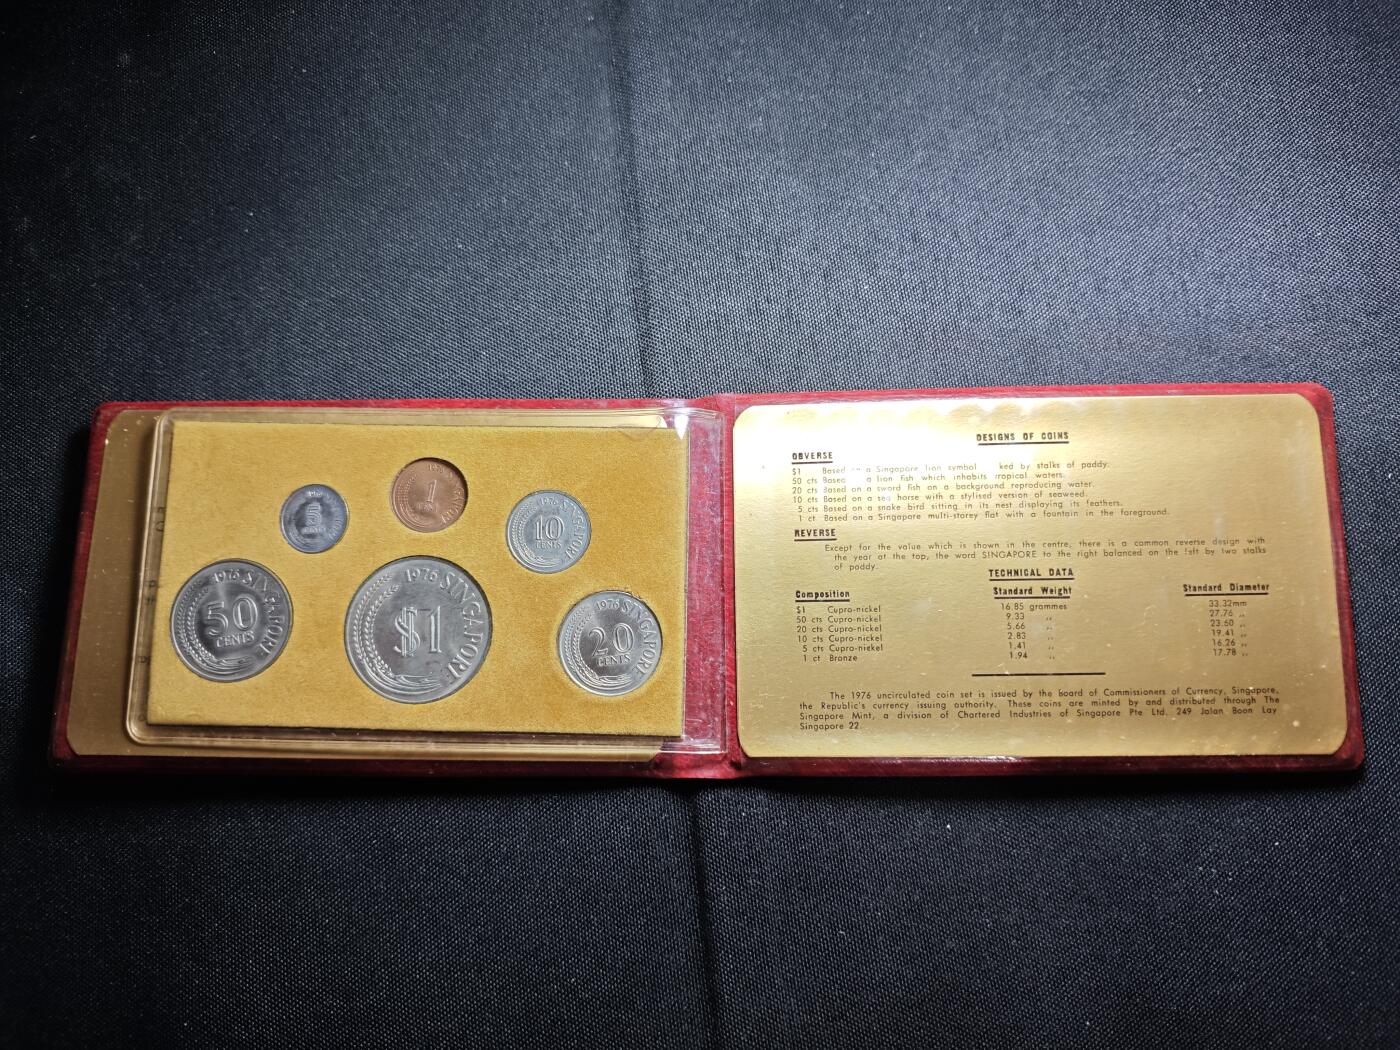 5
1
1976 SINGAPORE
10
CENTS
1976 SINGAPORE
50
CENTS
1976 SINGAPORE
$1
1976 SINGAPORE
20
CENTS
DESIGNS OF COINS
OBVERSE
$1 Based a Singapore lion symbol by stalks of paddy.
50 cts Based a lion fish which inhabits tropical waters.
20 cts Based on a sword fish on a background reproducing water.
10 cts Based on a sea horse with a stylised version of seaweed.
5 cts Based on a snake bird sitting in its nest displaying its feathers.
1 ct Based on a Singapore multi-storey flat with a fountain in the foreground.
REVERSE
Except for the value which is shown in the centre, there is a common reverse design with
the year at the top, the word SINGAPORE to the right balanced on the left by two stalks
of paddy.
TECHNICAL DATA
Composition Standard Weight Standard Diameter
$1 Cupro-nickel 16.85 grammes 33.32mm
50 cts Cupro-nickel 9.33 ,, 27.76 ,,
20 cts Cupro-nickel 5.66 ,, 23.60 ,,
10 cts Cupro-nickel 2.83 ,, 19.41 ,,
5 cts Cupro-nickel 1.41 ,, 16.26 ,,
1 ct Bronze 1.94 ,, 17.78 ,,
The 1976 uncirculated coin set is issued by the Board of Commissioners of Currency, Singapore,
the Republic's currency issuing authority. These coins are minted by and distributed through The
Singapore Mint, a division of Chartered Industries of Singapore Pte Ltd. 249 Jalan Boon Lay
Singapore 22.